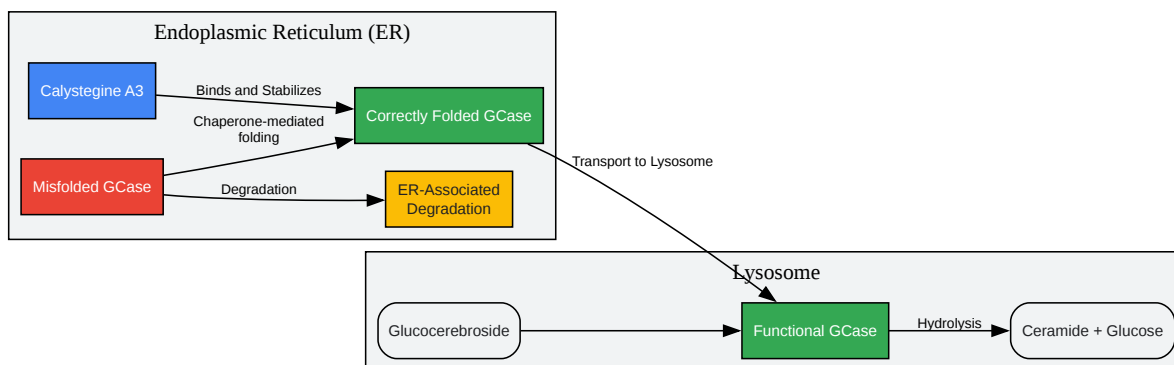 Endoplasmic Reticulum (ER)
Calystegine A3
Binds and Stabilizes
Correctly Folded GCase
Chaperone-mediated
folding
Misfolded GCase
Degradation
ER-Associated
Degradation
Transport to Lysosome
Lysosome
Glucocerebroside
Functional GCase
Hydrolysis
Ceramide + Glucose